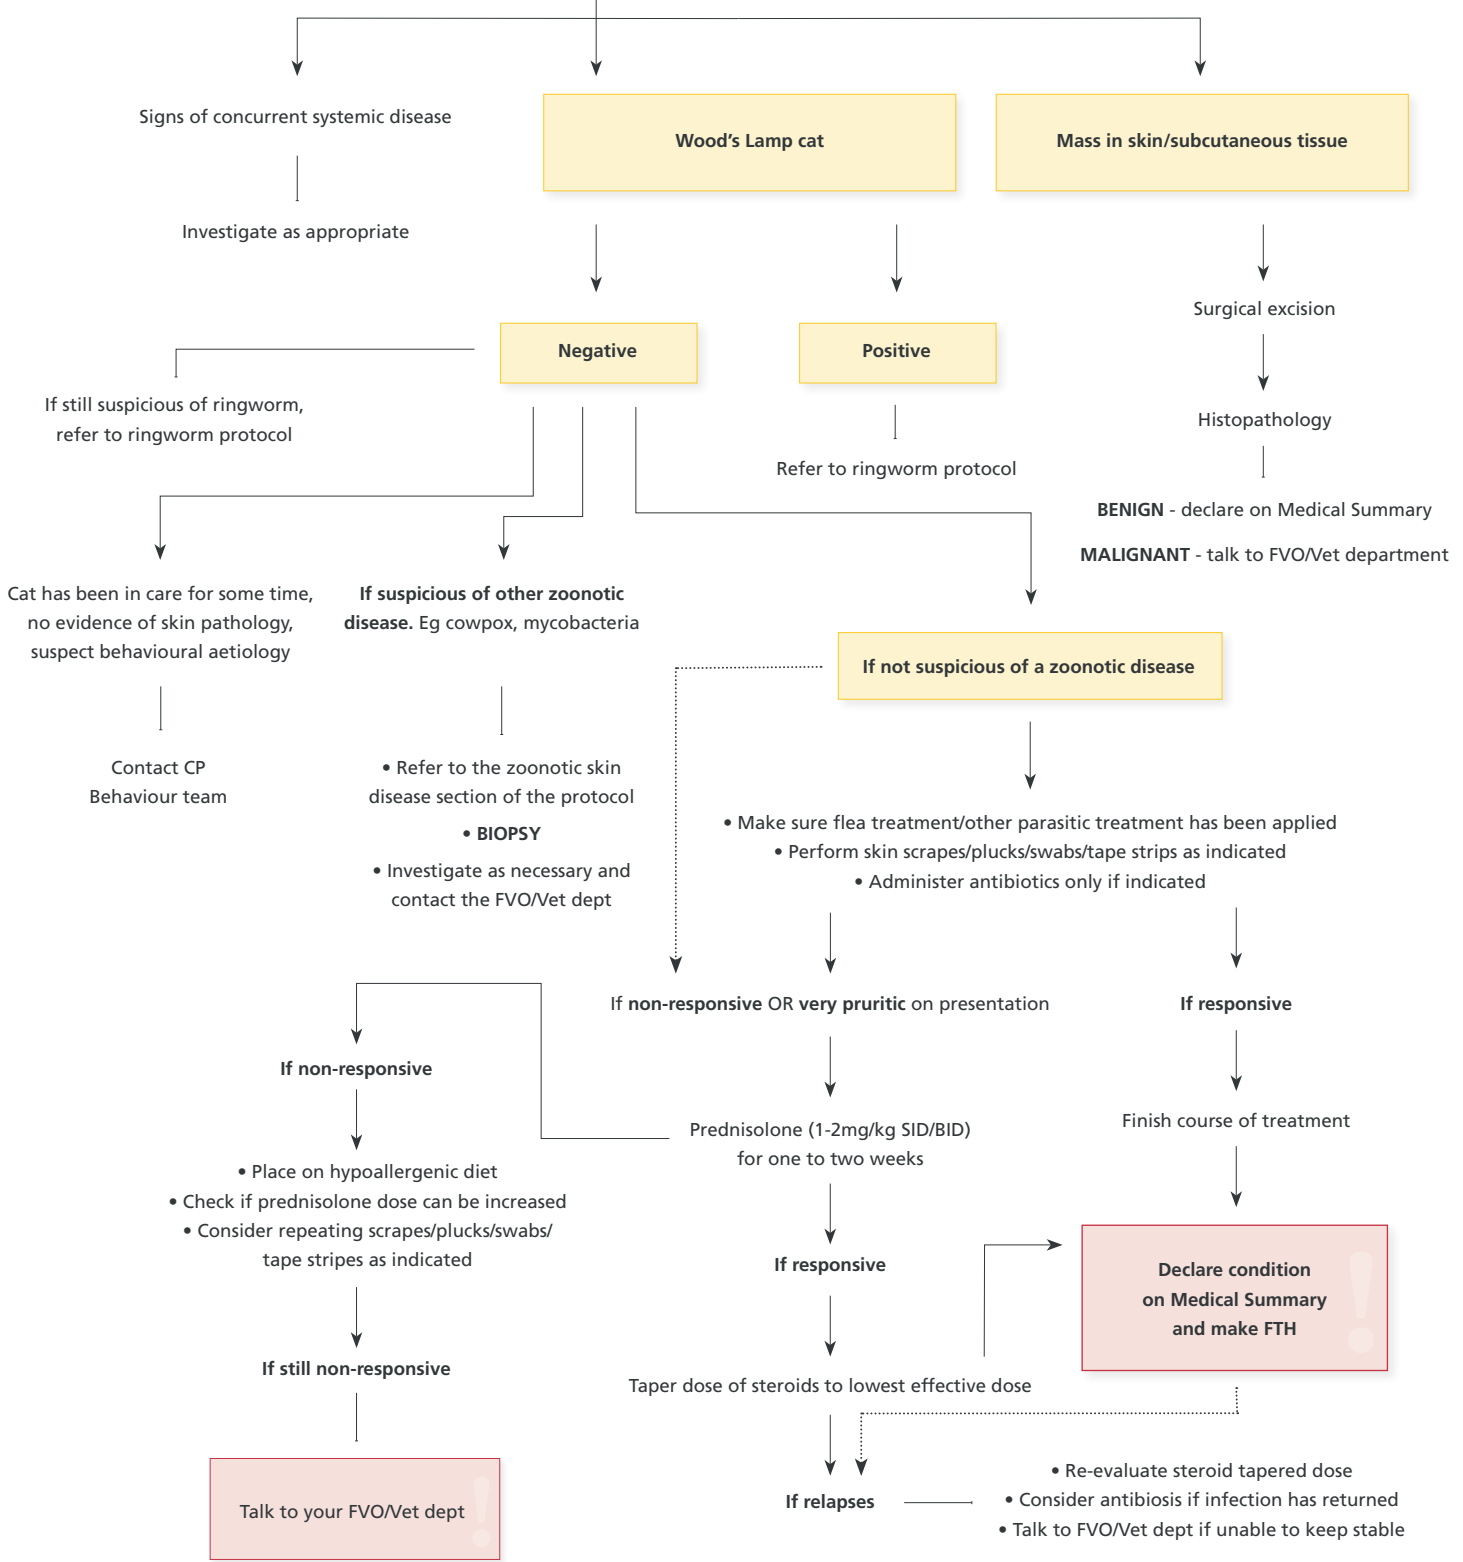 Signs of concurrent systemic disease
Wood's Lamp cat
Mass in skin/subcutaneous tissue
Investigate as appropriate
Surgical excision
Negative
Positive
If still suspicious of ringworm,
refer to ringworm protocol
Histopathology
Refer to ringworm protocol
BENIGN - declare on Medical Summary
MALIGNANT - talk to FVO/Vet department
Cat has been in care for some time,
no evidence of skin pathology,
suspect behavioural aetiology
If suspicious of other zoonotic
disease. Eg cowpox, mycobacteria
If not suspicious of a zoonotic disease
Contact CP
Behaviour team
• Refer to the zoonotic skin
disease section of the protocol
• BIOPSY
• Investigate as necessary and
contact the FVO/Vet dept
• Make sure flea treatment/other parasitic treatment has been applied
• Perform skin scrapes/plucks/swabs/tape strips as indicated
• Administer antibiotics only if indicated
If non-responsive OR very pruritic on presentation
If responsive
If non-responsive
Prednisolone (1-2mg/kg SID/BID)
for one to two weeks
Finish course of treatment
• Place on hypoallergenic diet
• Check if prednisolone dose can be increased
• Consider repeating scrapes/plucks/swabs/
tape stripes as indicated
If responsive
Declare condition
on Medical Summary
and make FTH
!
If still non-responsive
Taper dose of steroids to lowest effective dose
Talk to your FVO/Vet dept
!
If relapses
• Re-evaluate steroid tapered dose
• Consider antibiosis if infection has returned
• Talk to FVO/Vet dept if unable to keep stable